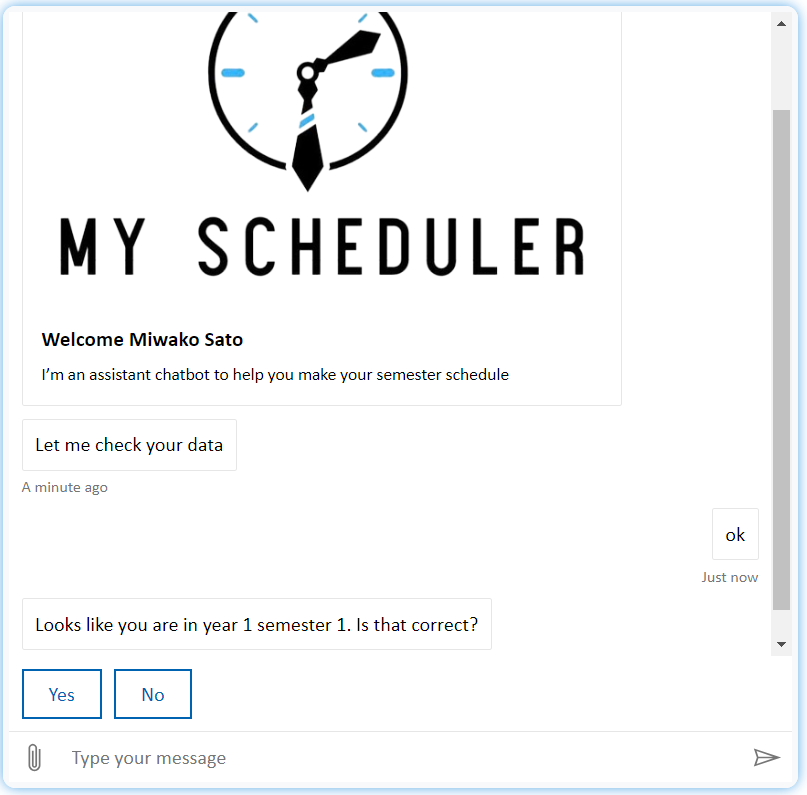 MY SCHEDULER
Welcome Miwako Sato
I'm an assistant chatbot to help you make your semester schedule
Let me check your data
A minute ago
ok
Just now
Looks like you are in year 1 semester 1. Is that correct?
Yes No
Type your message